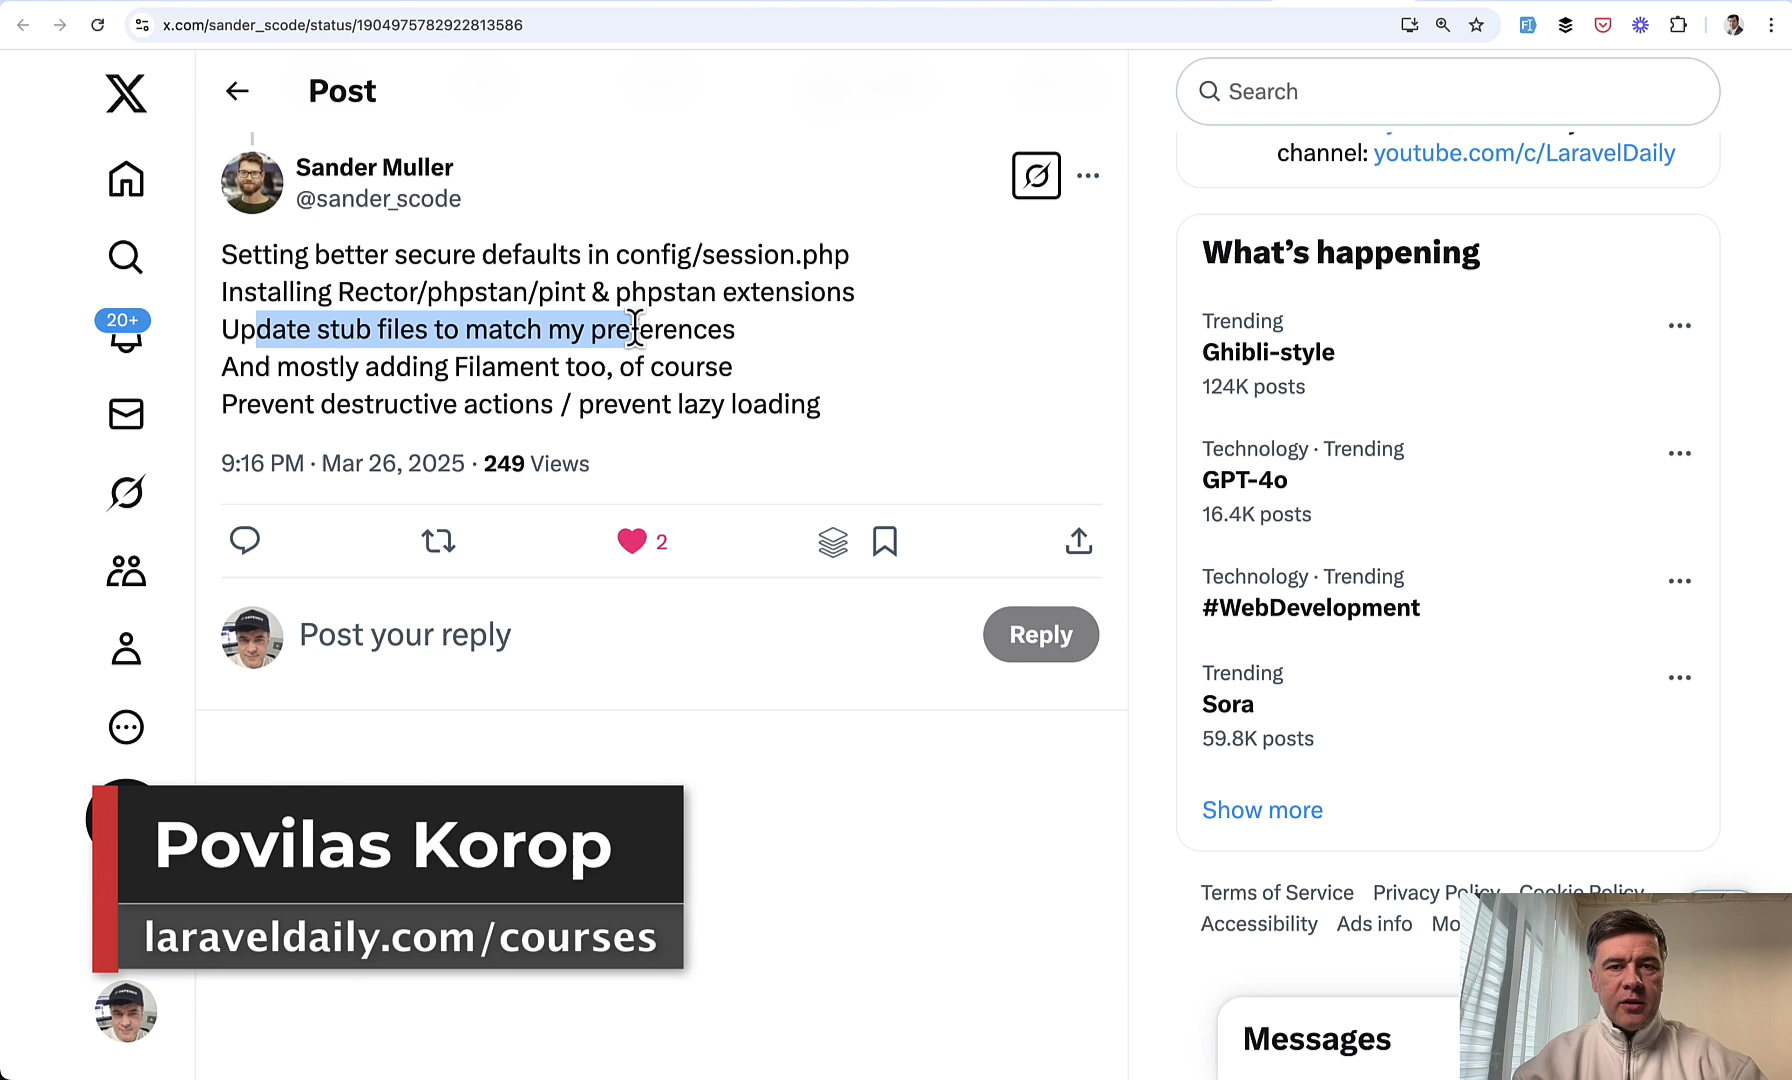 x.com/sander_scode/status/1904975782922813586
Post
Search
channel: youtube.com/c/LaravelDaily
Sander Muller
@sander_scode
Setting better secure defaults in config/session.php
Installing Rector/phpstan/pint & phpstan extensions
Update stub files to match my preferences
And mostly adding Filament too, of course
Prevent destructive actions / prevent lazy loading
9:16 PM · Mar 26, 2025 · 249 Views
2
Post your reply
Reply
20+
What's happening
Trending
Ghibli-style
124K posts
Technology · Trending
GPT-4o
16.4K posts
Technology · Trending
#WebDevelopment
Trending
Sora
59.8K posts
Show more
Terms of Service Privacy Policy Cookie Policy
Accessibility Ads info
Messages
Povilas Korop
laraveldaily.com/courses